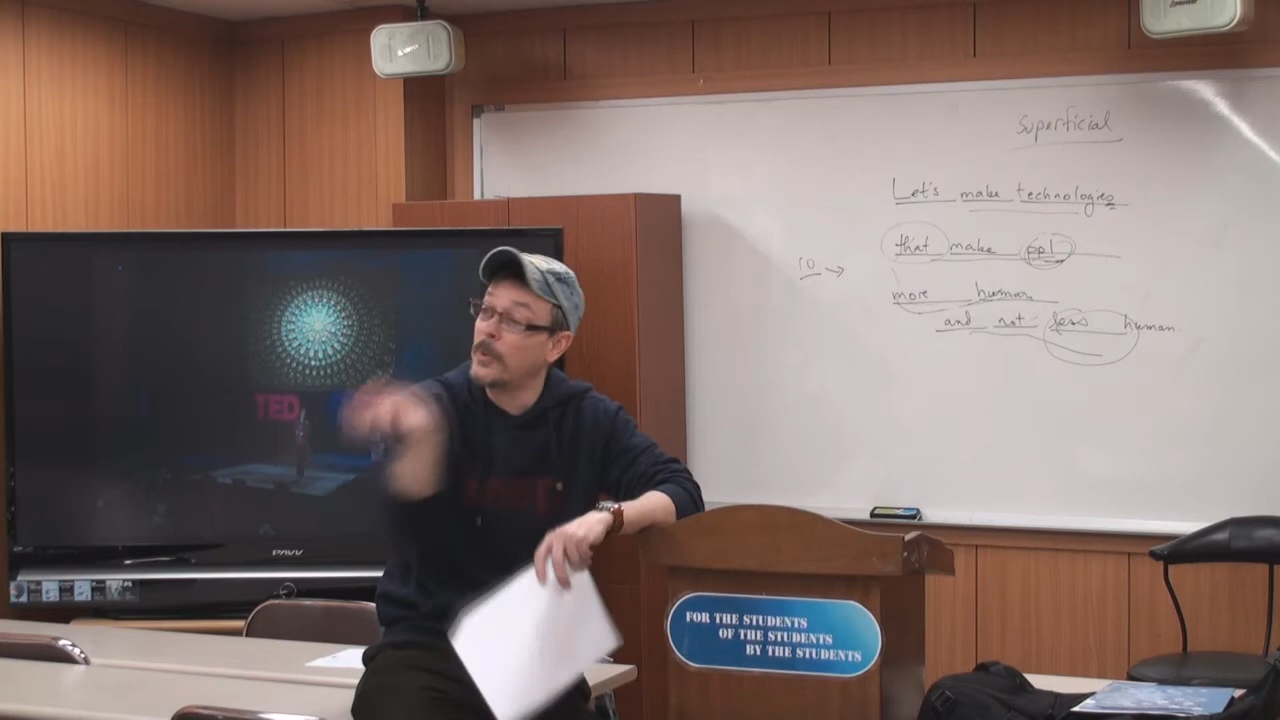 Superficial
Let's make technologies
that make ppl
10 →
more human
and not less human.
TED
PAVV
FOR THE STUDENTS
OF THE STUDENTS
BY THE STUDENTS